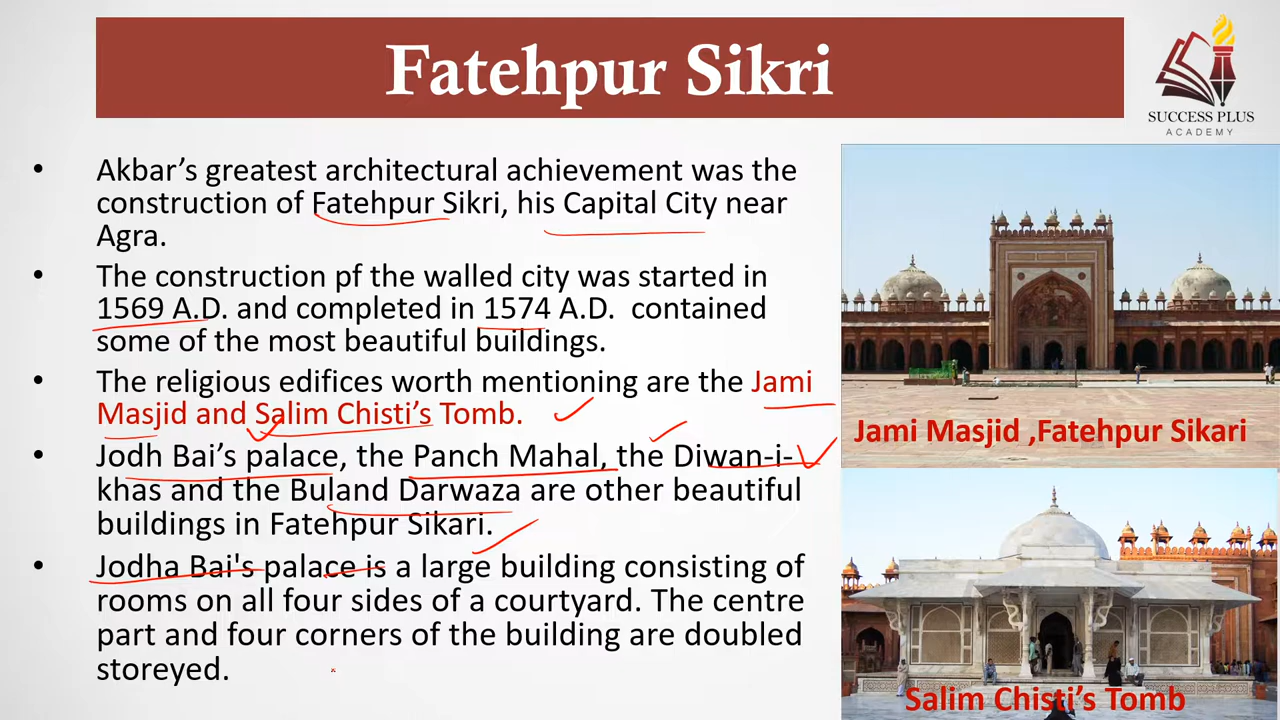 Fatehpur Sikri
SUCCESS PLUS
ACADEMY
• Akbar’s greatest architectural achievement was the
construction of Fatehpur Sikri, his Capital City near
Agra.
• The construction pf the walled city was started in
1569 A.D. and completed in 1574 A.D. contained
some of the most beautiful buildings.
• The religious edifices worth mentioning are the Jami
Masjid and Salim Chisti’s Tomb.
• Jodh Bai’s palace, the Panch Mahal, the Diwan-i-
khas and the Buland Darwaza are other beautiful
buildings in Fatehpur Sikari.
• Jodha Bai's palace is a large building consisting of
rooms on all four sides of a courtyard. The centre
part and four corners of the building are doubled
storeyed.
Jami Masjid ,Fatehpur Sikari
Salim Chisti’s Tomb